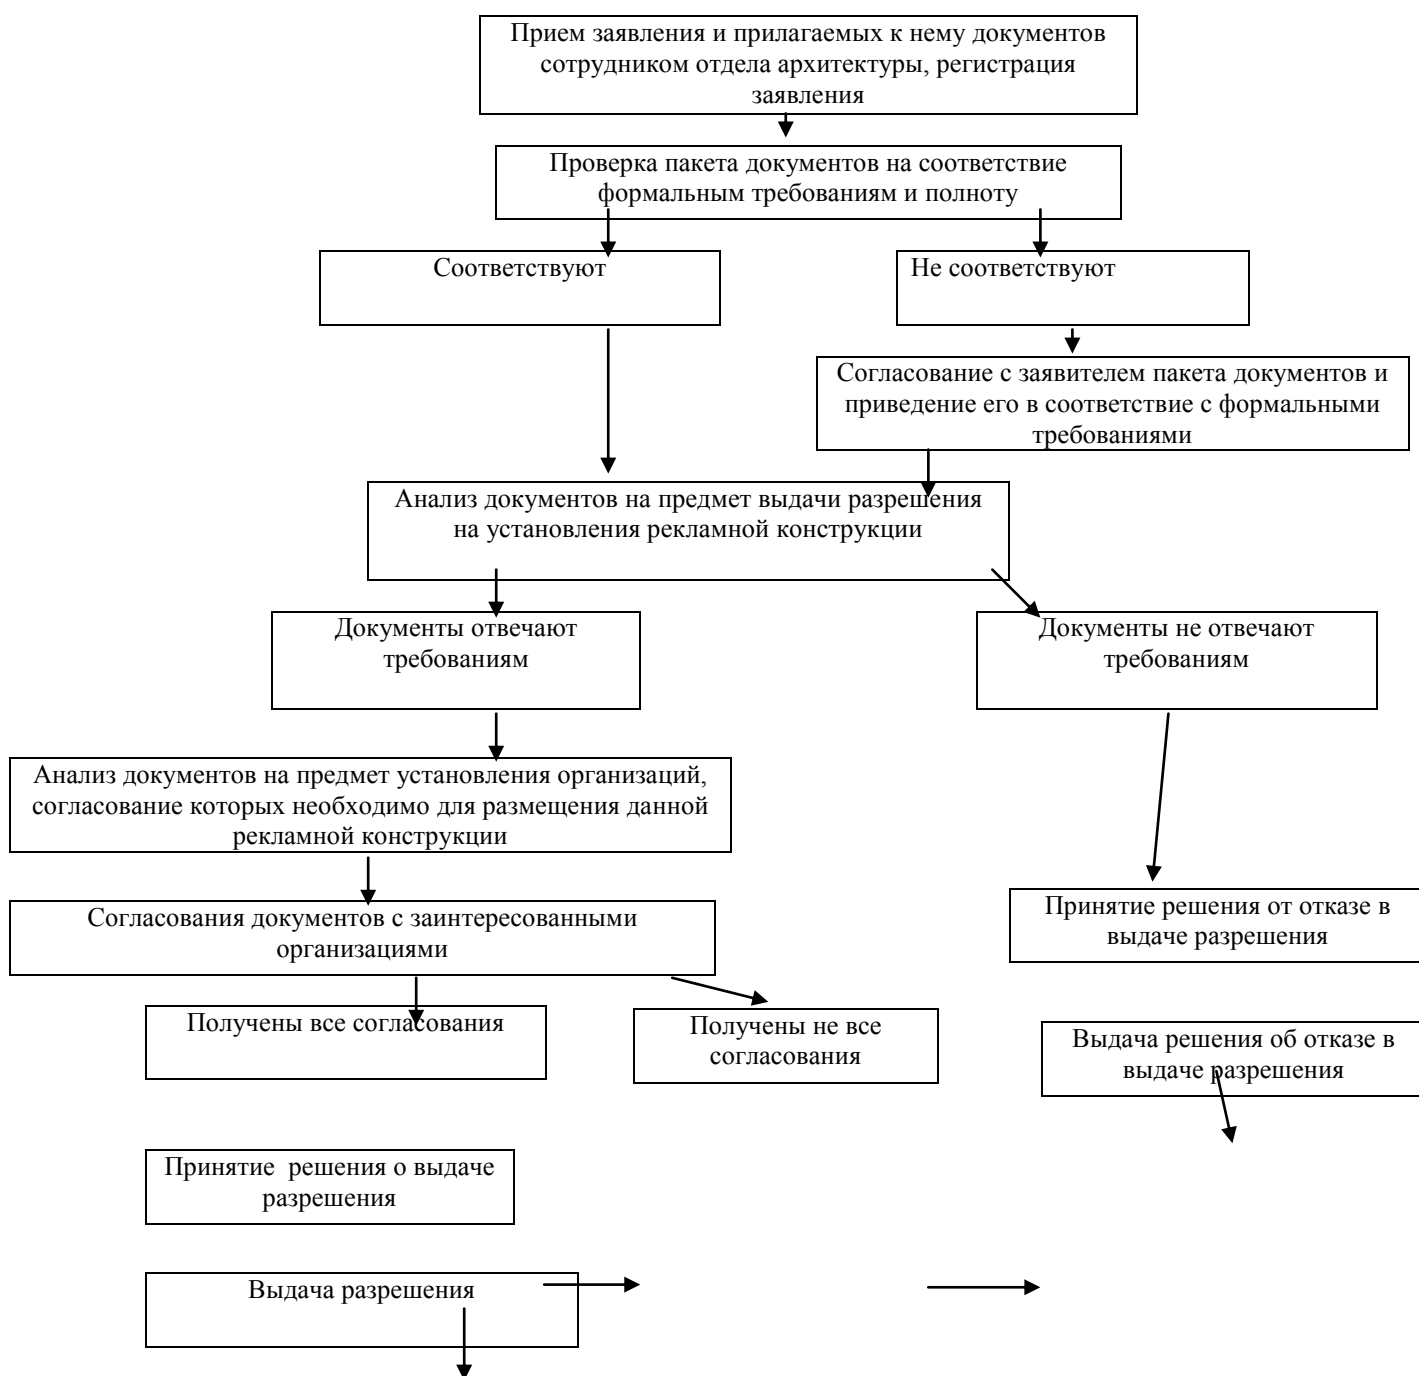 Прием заявления и прилагаемых к нему документов
сотрудником отдела архитектуры, регистрация
заявления
Проверка пакета документов на соответствие
формальным требованиям и полноту
Соответствуют
Не соответствуют
Согласование с заявителем пакета документов и
приведение его в соответствие с формальными
требованиями
Анализ документов на предмет выдачи разрешения
на установления рекламной конструкции
Документы отвечают
требованиям
Документы не отвечают
требованиям
Анализ документов на предмет установления организаций,
согласование которых необходимо для размещения данной
рекламной конструкции
Принятие решения от отказе в
выдаче разрешения
Согласования документов с заинтересованными
организациями
Получены все согласования
Получены не все
согласования
Выдача решения об отказе в
выдаче разрешения
Принятие  решения о выдаче
разрешения
Выдача разрешения